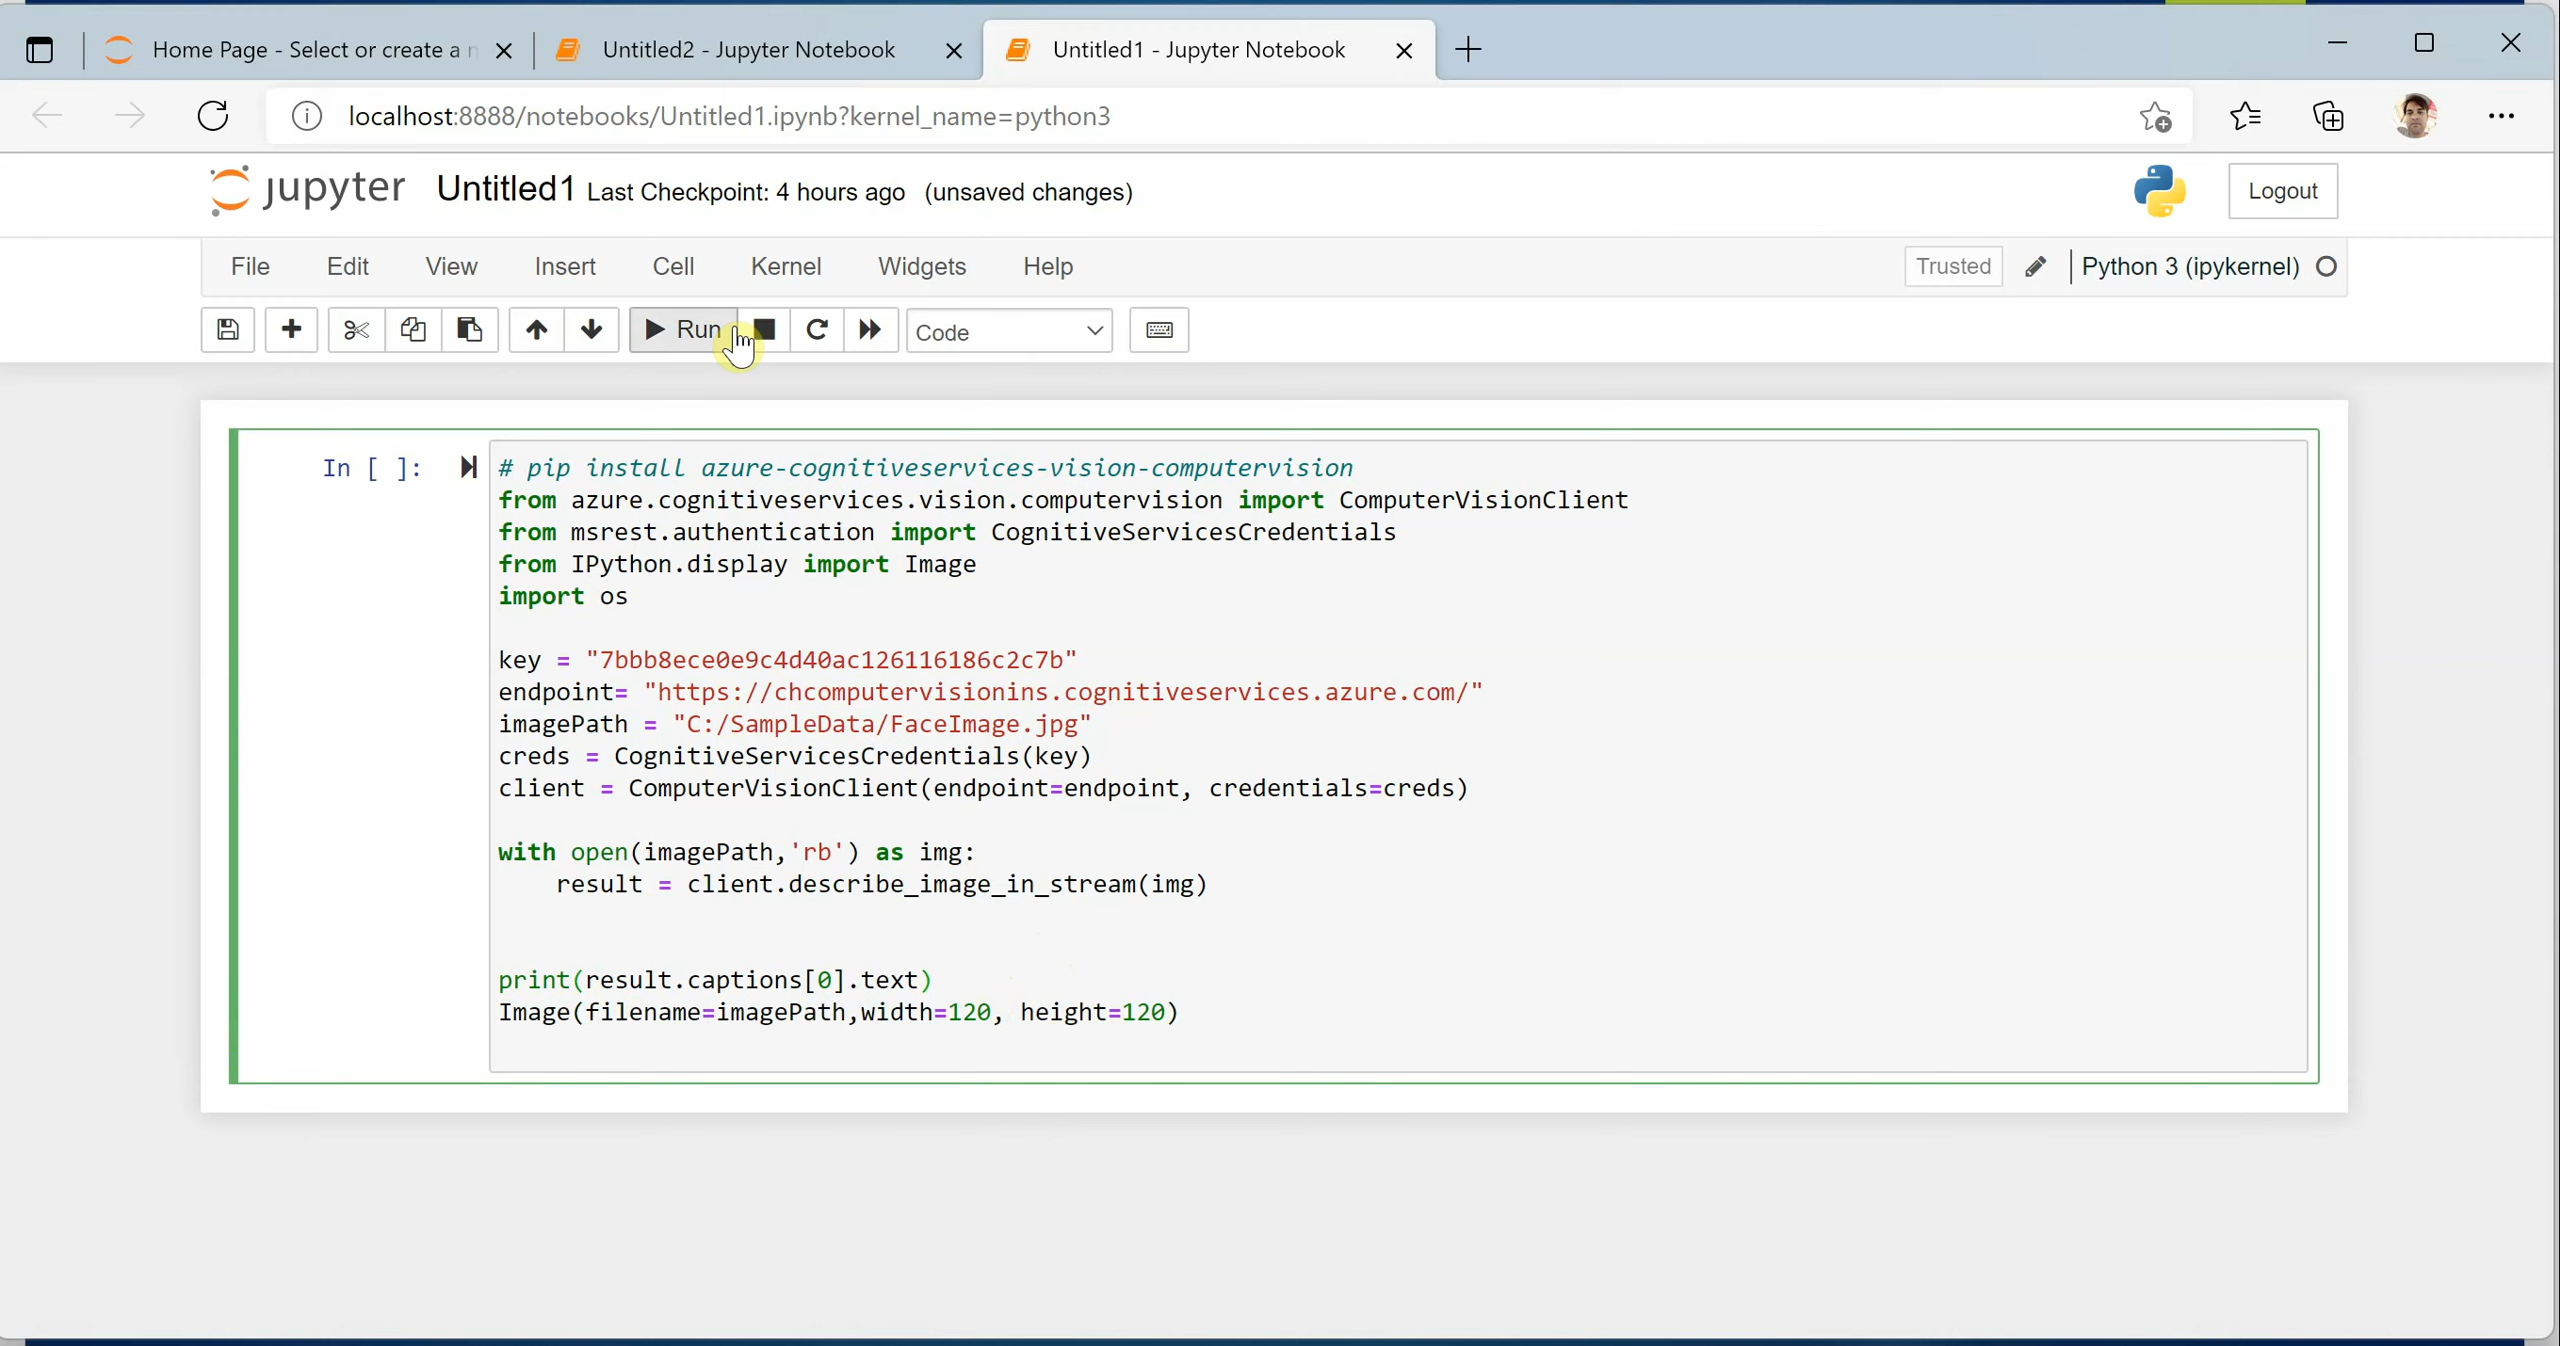 Home Page - Select or create a n
Untitled2 - Jupyter Notebook
Untitled1 - Jupyter Notebook
localhost:8888/notebooks/Untitled1.ipynb?kernel_name=python3
jupyter Untitled1 Last Checkpoint: 4 hours ago (unsaved changes)
Logout
File Edit View Insert Cell Kernel Widgets Help
Trusted Python 3 (ipykernel)
Run Code
In [ ]: # pip install azure-cognitiveservices-vision-computervision
from azure.cognitiveservices.vision.computervision import ComputerVisionClient
from msrest.authentication import CognitiveServicesCredentials
from IPython.display import Image
import os
key = "7bbb8ece0e9c4d40ac126116186c2c7b"
endpoint= "https://chcomputervisionins.cognitiveservices.azure.com/"
imagePath = "C:/SampleData/FaceImage.jpg"
creds = CognitiveServicesCredentials(key)
client = ComputerVisionClient(endpoint=endpoint, credentials=creds)
with open(imagePath,'rb') as img:
    result = client.describe_image_in_stream(img)
print(result.captions[0].text)
Image(filename=imagePath,width=120, height=120)